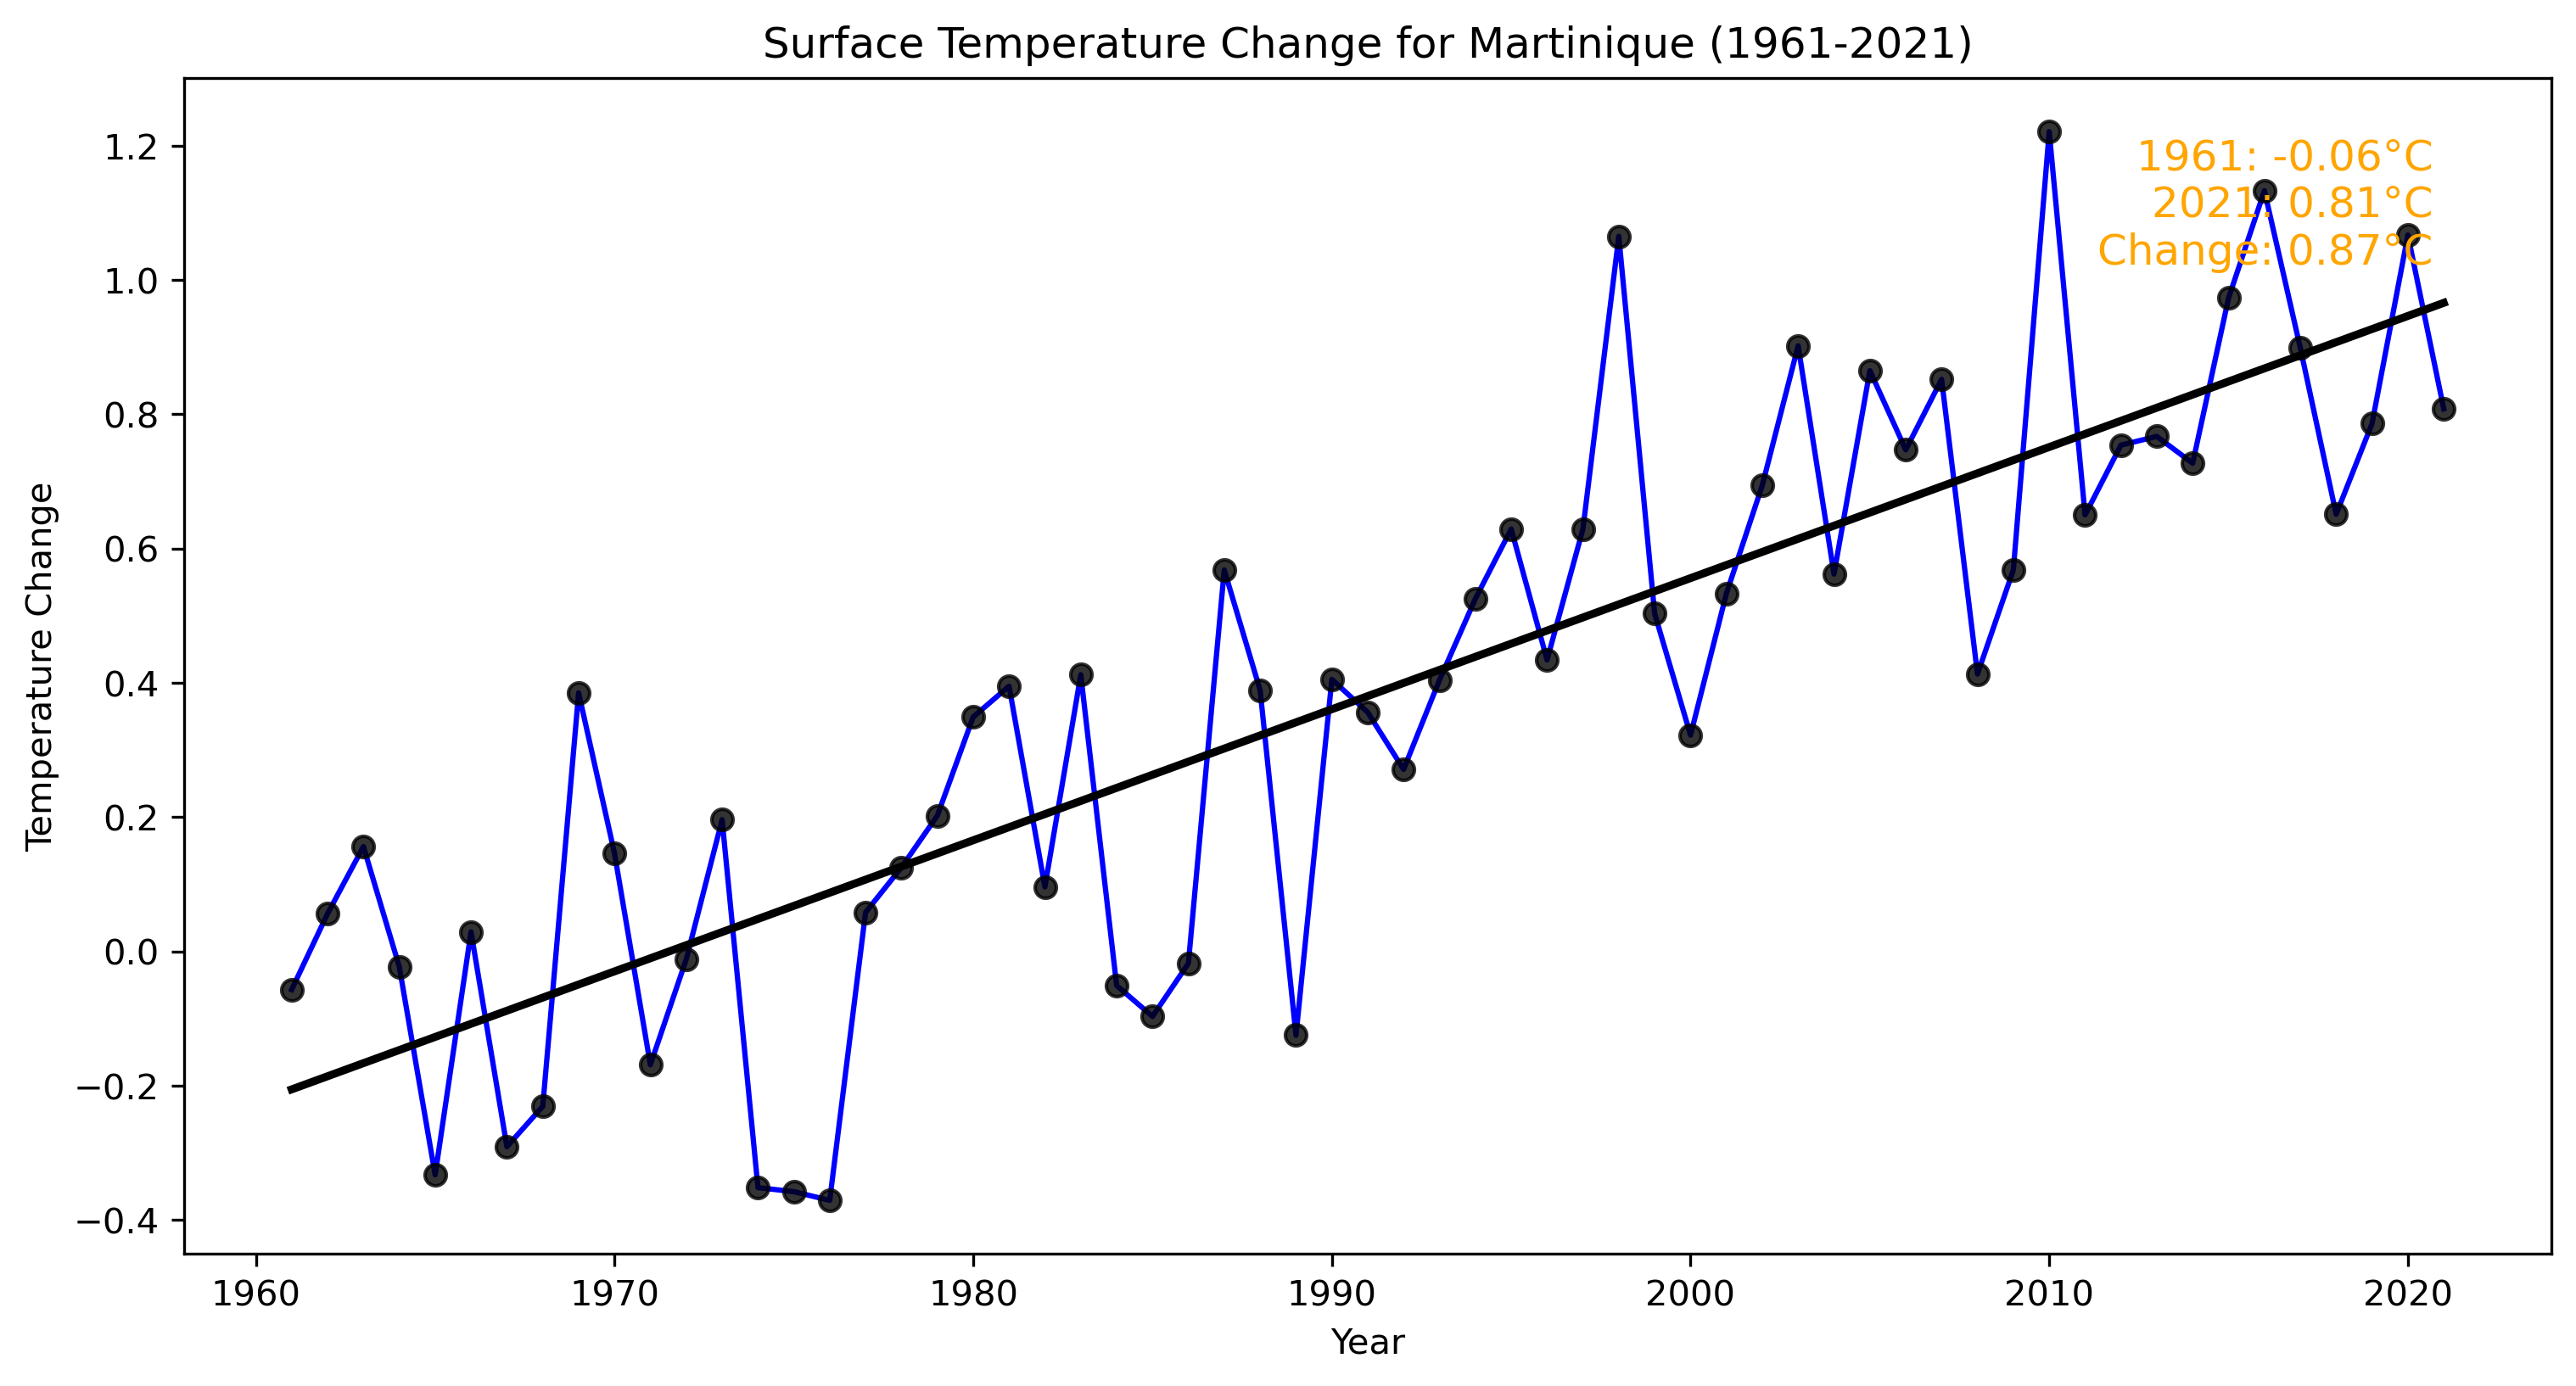 Surface Temperature Change for Martinique (1961-2021)
1961: -0.06°C
2021: 0.81°C
Change: 0.87°C
Temperature Change
1.2
1.0
0.8
0.6
0.4
0.2
0.0
−0.2
−0.4
1960 1970 1980 1990 2000 2010 2020
Year